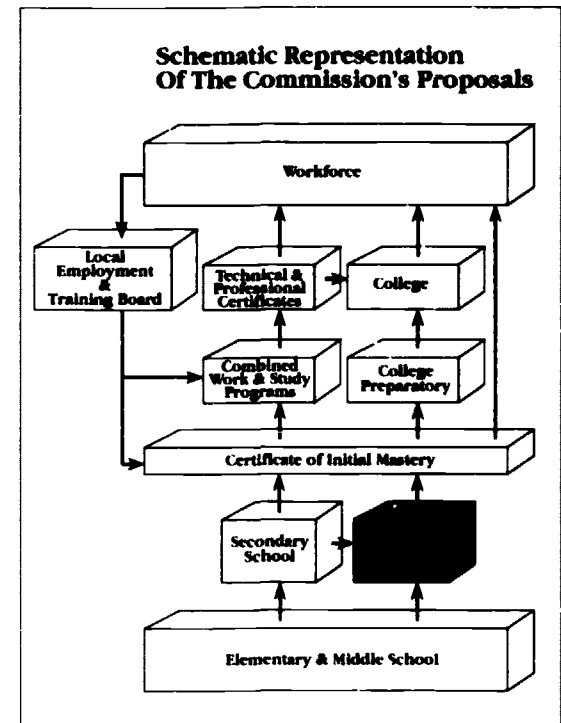 Schematic Representation
Of The Commission's Proposals
Workforce
Local
Employment
&
Training Board
Technical &
Professional
Certificates
College
Combined
Work & Study
Programs
College
Preparatory
Certificate of Initial Mastery
Secondary
School
Elementary & Middle School